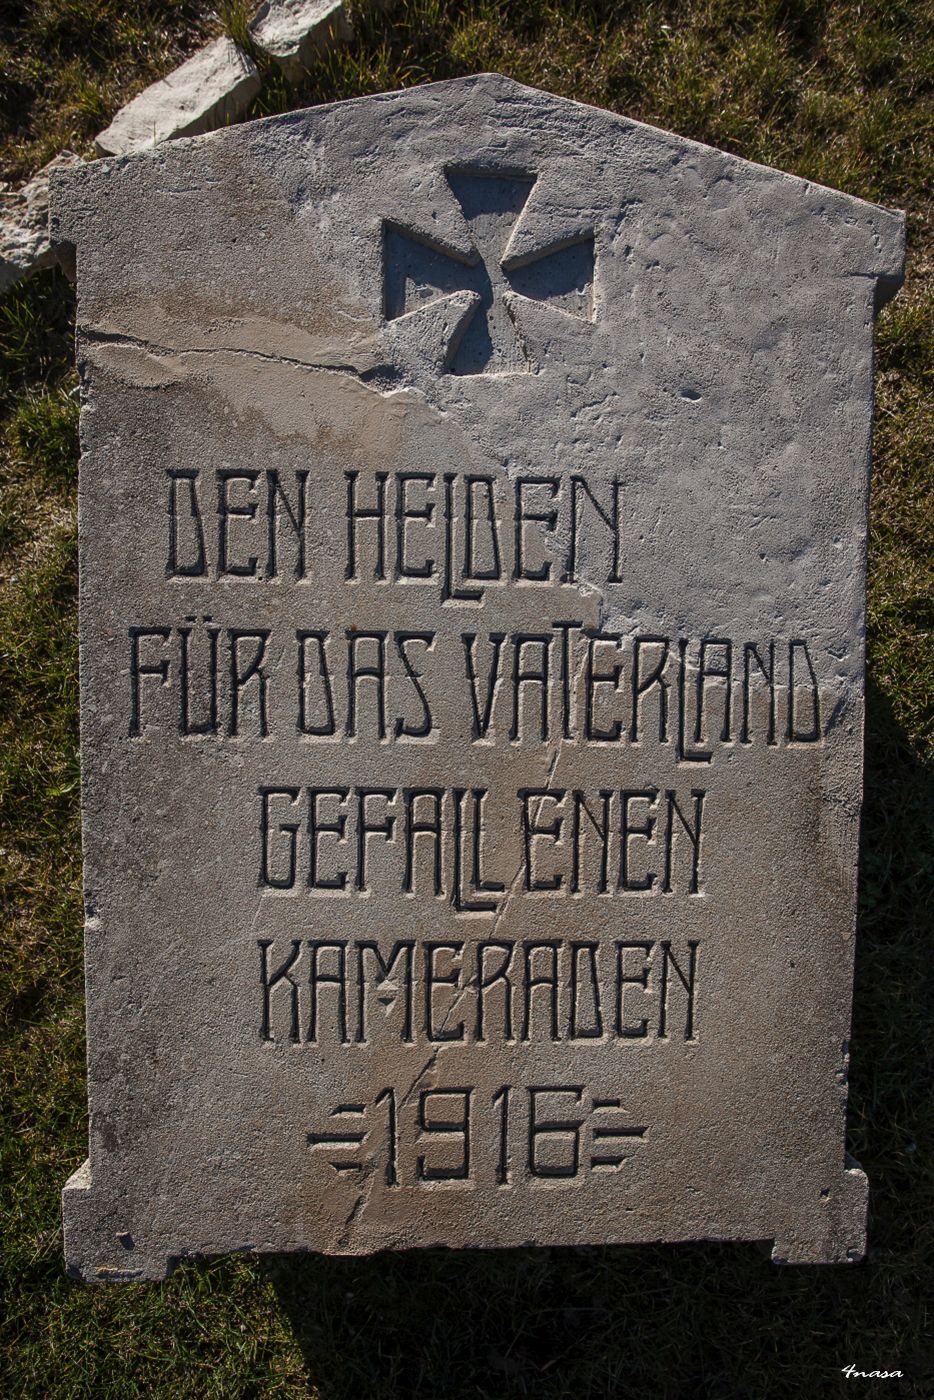 DEN HELDEN
FÜR DAS VATERLAND
GEFALLENEN
KAMERADEN
1916
4nasa